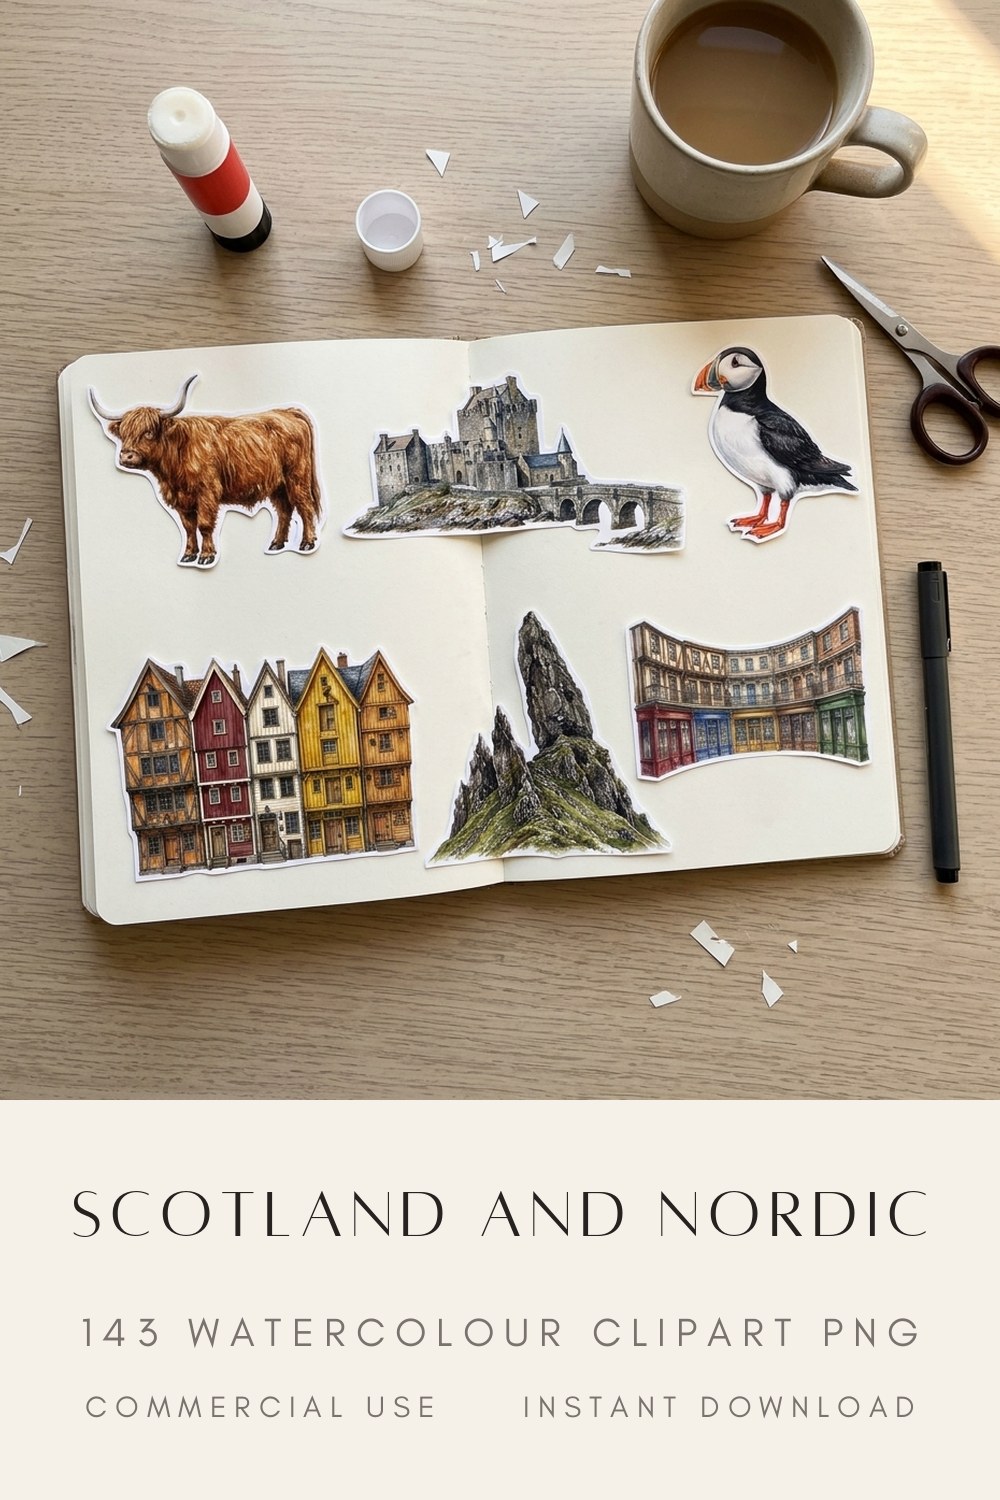 SCOTLAND AND NORDIC
143 WATERCOLOUR CLIPART PNG
COMMERCIAL USE INSTANT DOWNLOAD